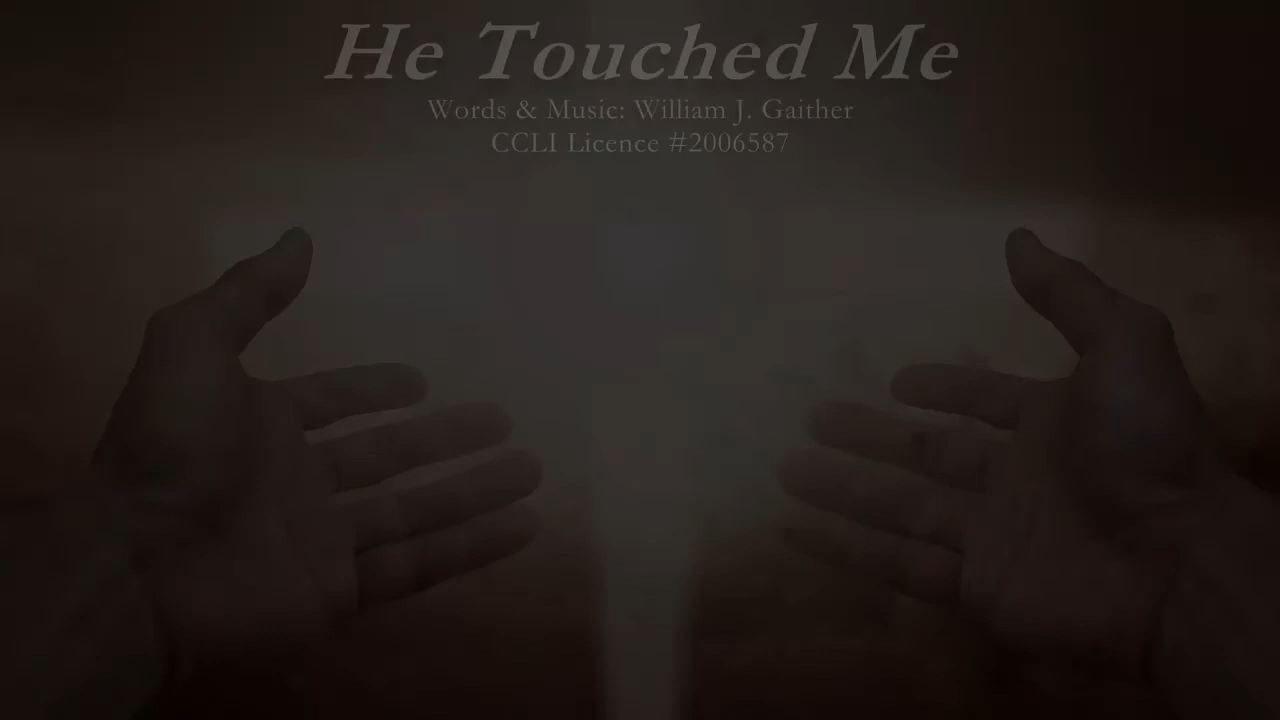 He Touched Me
Words & Music: William J. Gaither
CCLI Licence #2006587